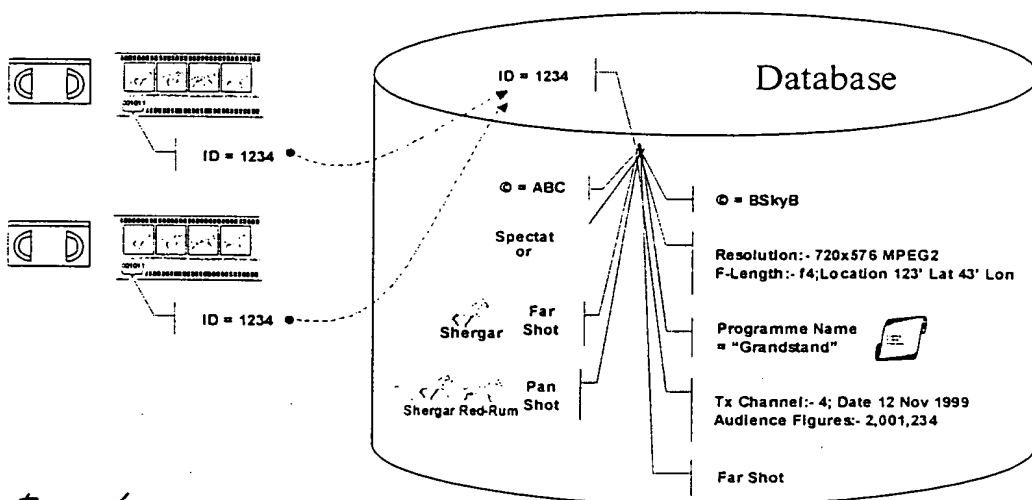 Database
ID = 1234
001011
ID = 1234
001011
ID = 1234
© = ABC
Spectat
or
Far
Shot
Shergar
Pan
Shot
Shergar Red-Rum
© = BSkyB
Resolution:- 720x576 MPEG2
F-Length:- f4;Location 123' Lat 43' Lon
Programme Name
= "Grandstand"
Tx Channel:- 4; Date 12 Nov 1999
Audience Figures:- 2,001,234
Far Shot